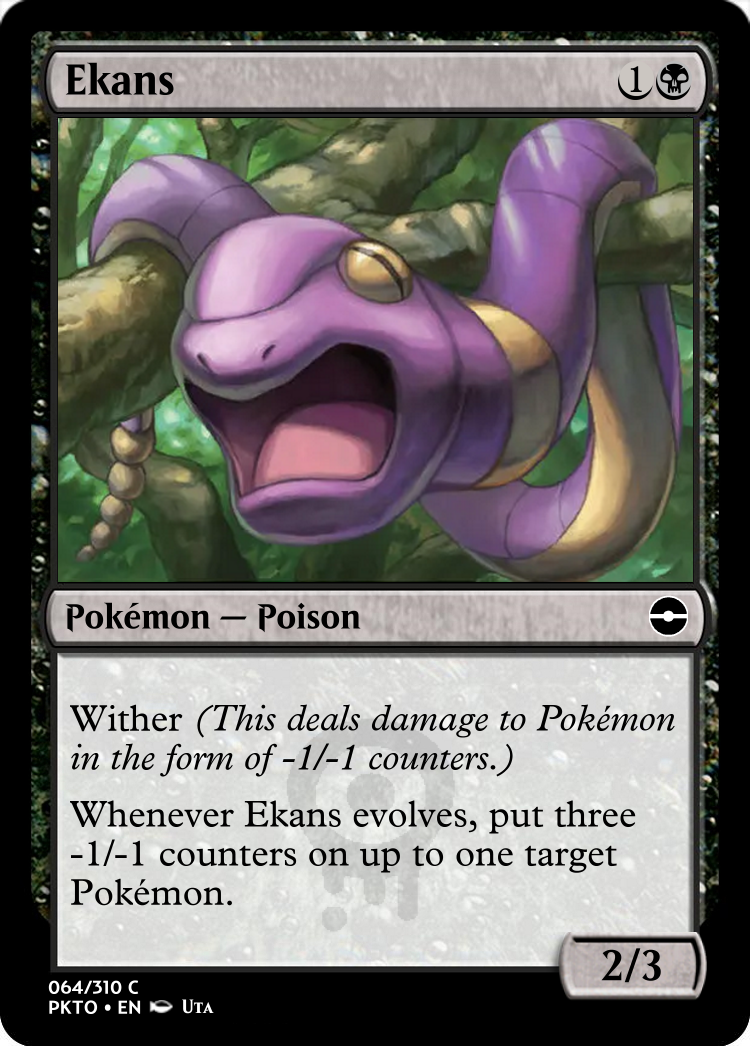 Ekans 1
Pokémon — Poison
Wither (This deals damage to Pokémon
in the form of -1/-1 counters.)
Whenever Ekans evolves, put three
-1/-1 counters on up to one target
Pokémon.
2/3
064/310 C
PKTO • EN Uta